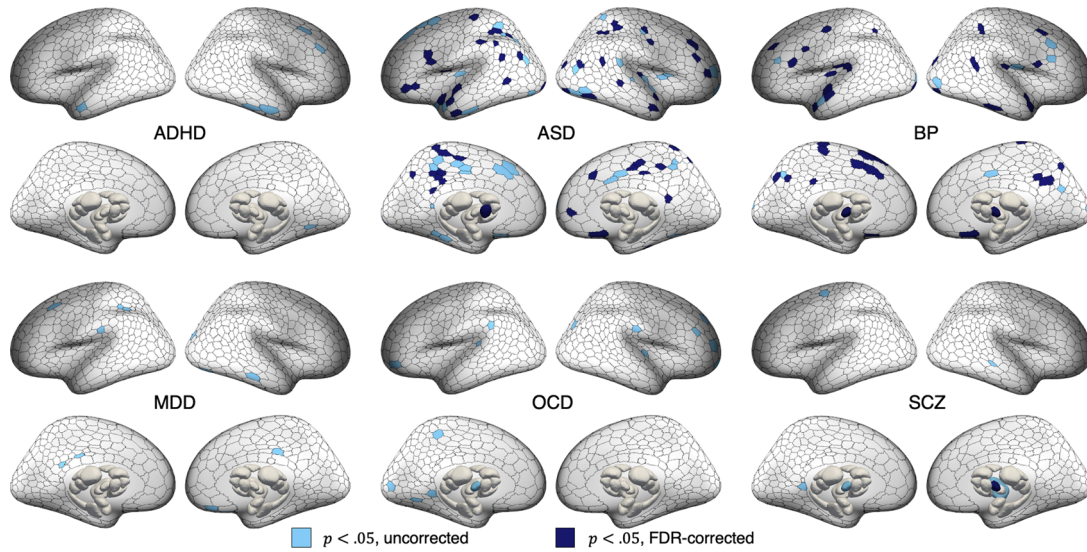 ADHD
ASD
BP
MDD
OCD
SCZ
p < .05, uncorrected
p < .05, FDR-corrected